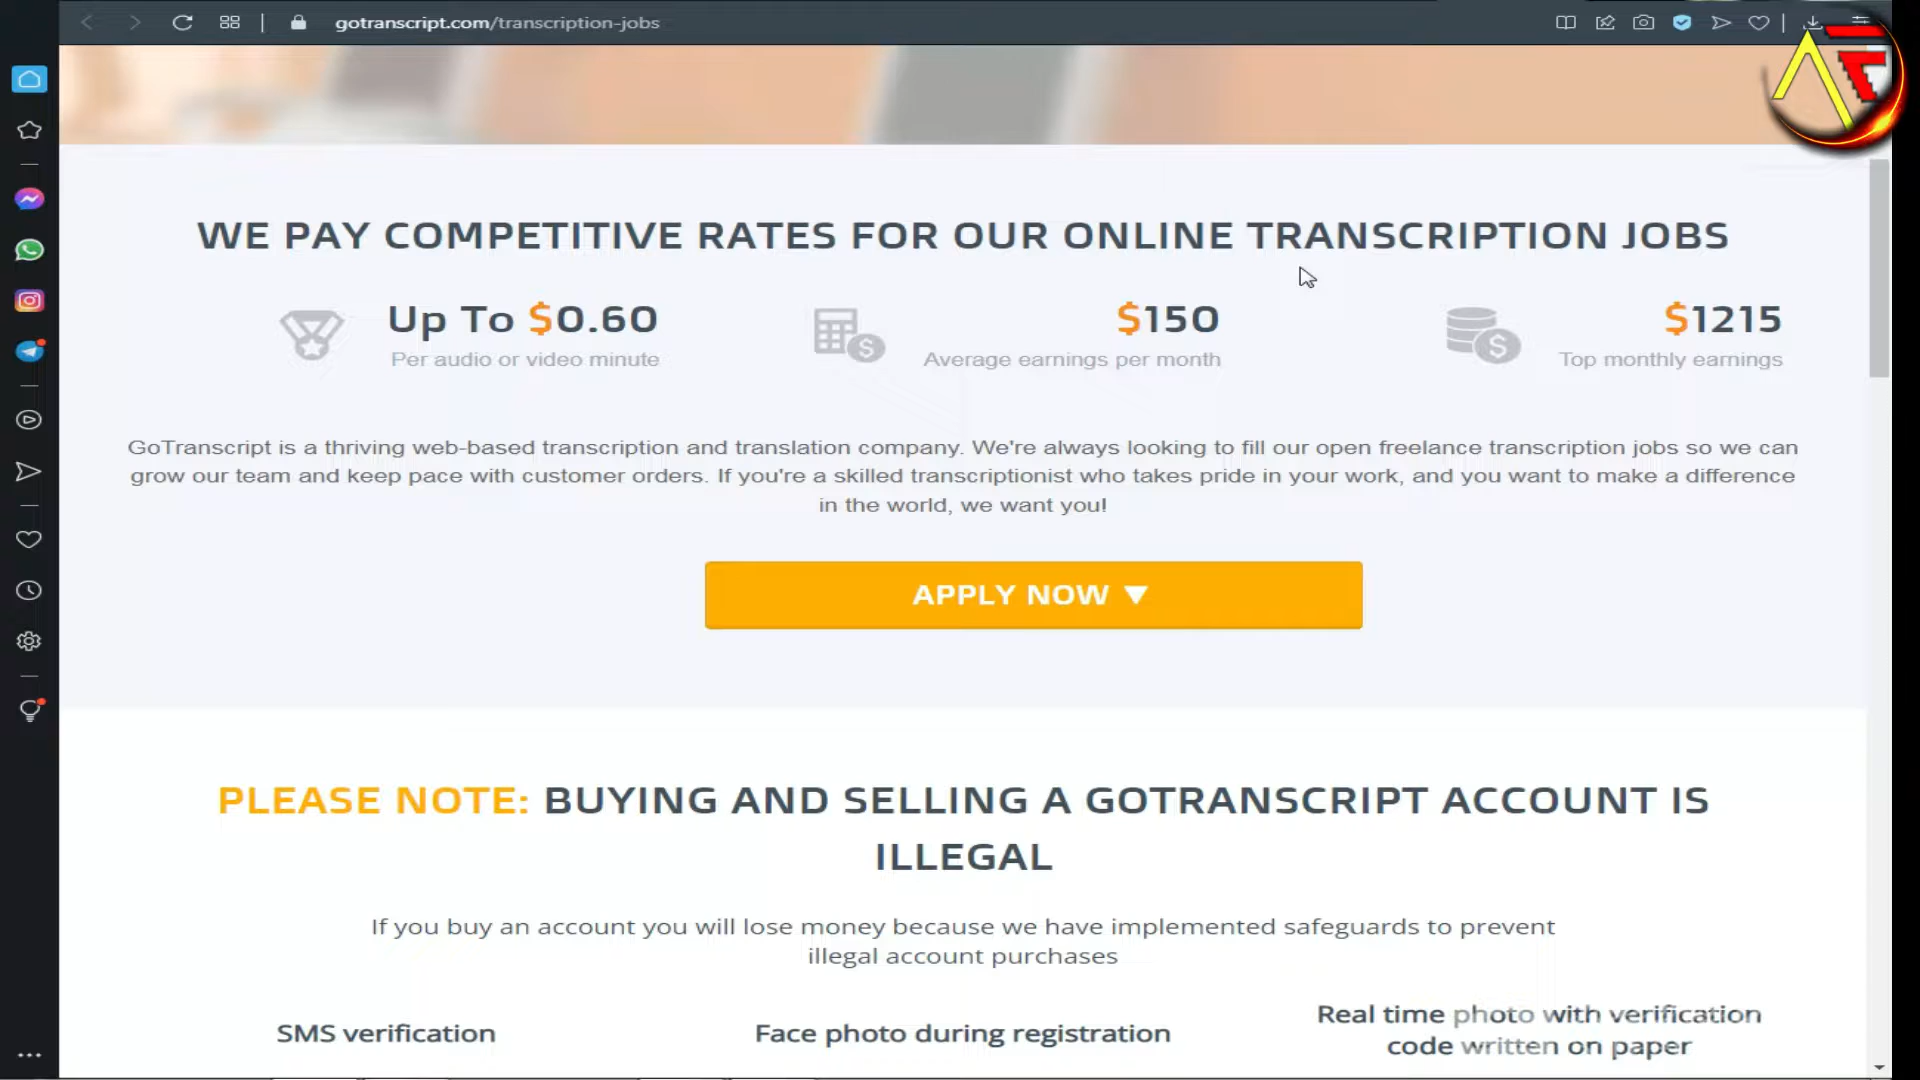 gotranscript.com/transcription-jobs
WE PAY COMPETITIVE RATES FOR OUR ONLINE TRANSCRIPTION JOBS
Up To $0.60
Per audio or video minute
$150
Average earnings per month
$1215
Top monthly earnings
GoTranscript is a thriving web-based transcription and translation company. We're always looking to fill our open freelance transcription jobs so we can
grow our team and keep pace with customer orders. If you're a skilled transcriptionist who takes pride in your work, and you want to make a difference
in the world, we want you!
APPLY NOW ▼
PLEASE NOTE: BUYING AND SELLING A GOTRANSCRIPT ACCOUNT IS
ILLEGAL
If you buy an account you will lose money because we have implemented safeguards to prevent
illegal account purchases
SMS verification
Face photo during registration
Real time photo with verification
code written on paper